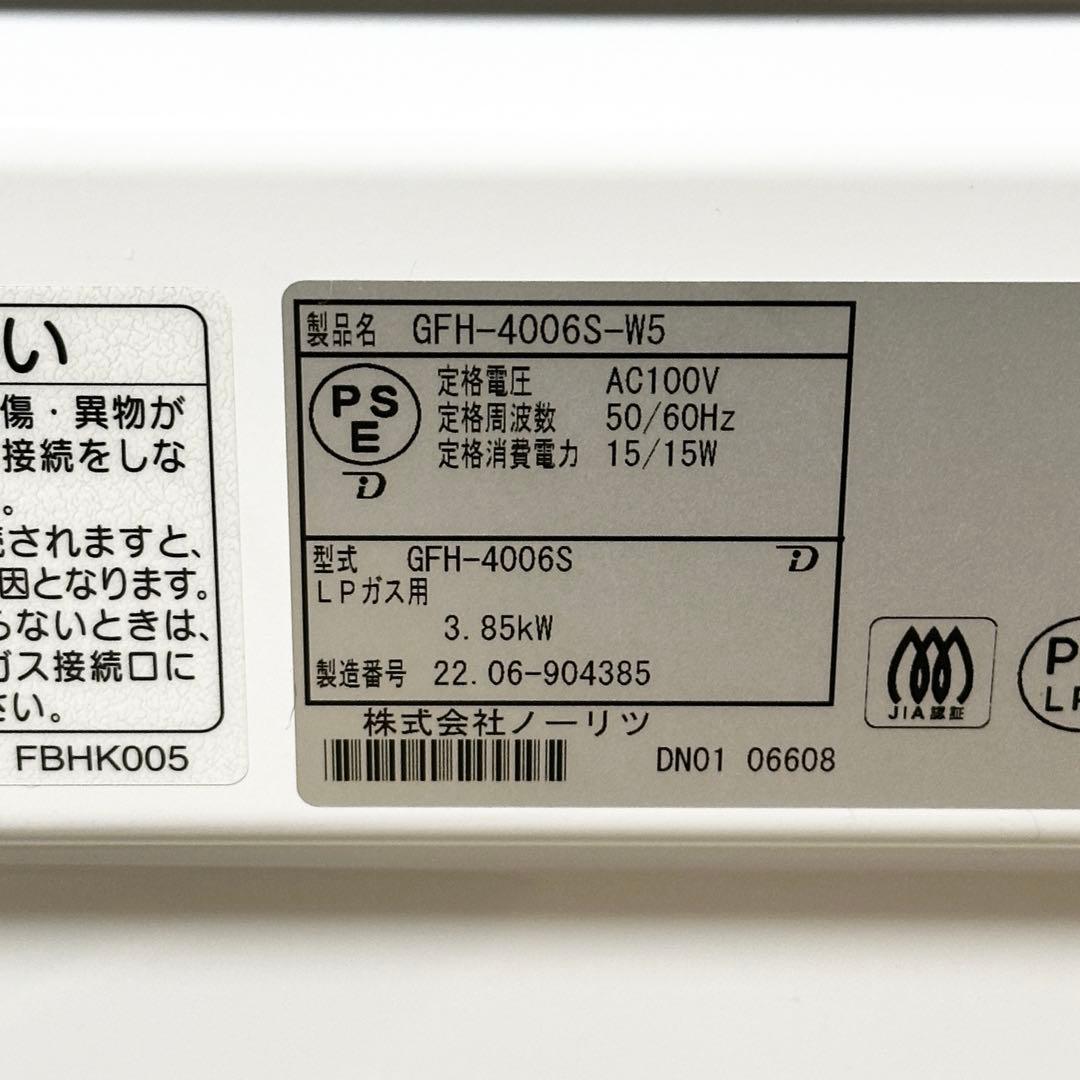 い
傷・異物が
接続をしな
。
されますと、
因となります。
らないときは、
ガス接続口に
さい。
FBHK005
製品名 GFH-4006S-W5
PSE
定格電圧 AC100V
定格周波数 50/60Hz
定格消費電力 15/15W
型式 GFH-4006S
LPガス用
3.85kW
製造番号 22.06-904385
株式会社ノーリツ
DN01 06608
JIA認証
P
LP